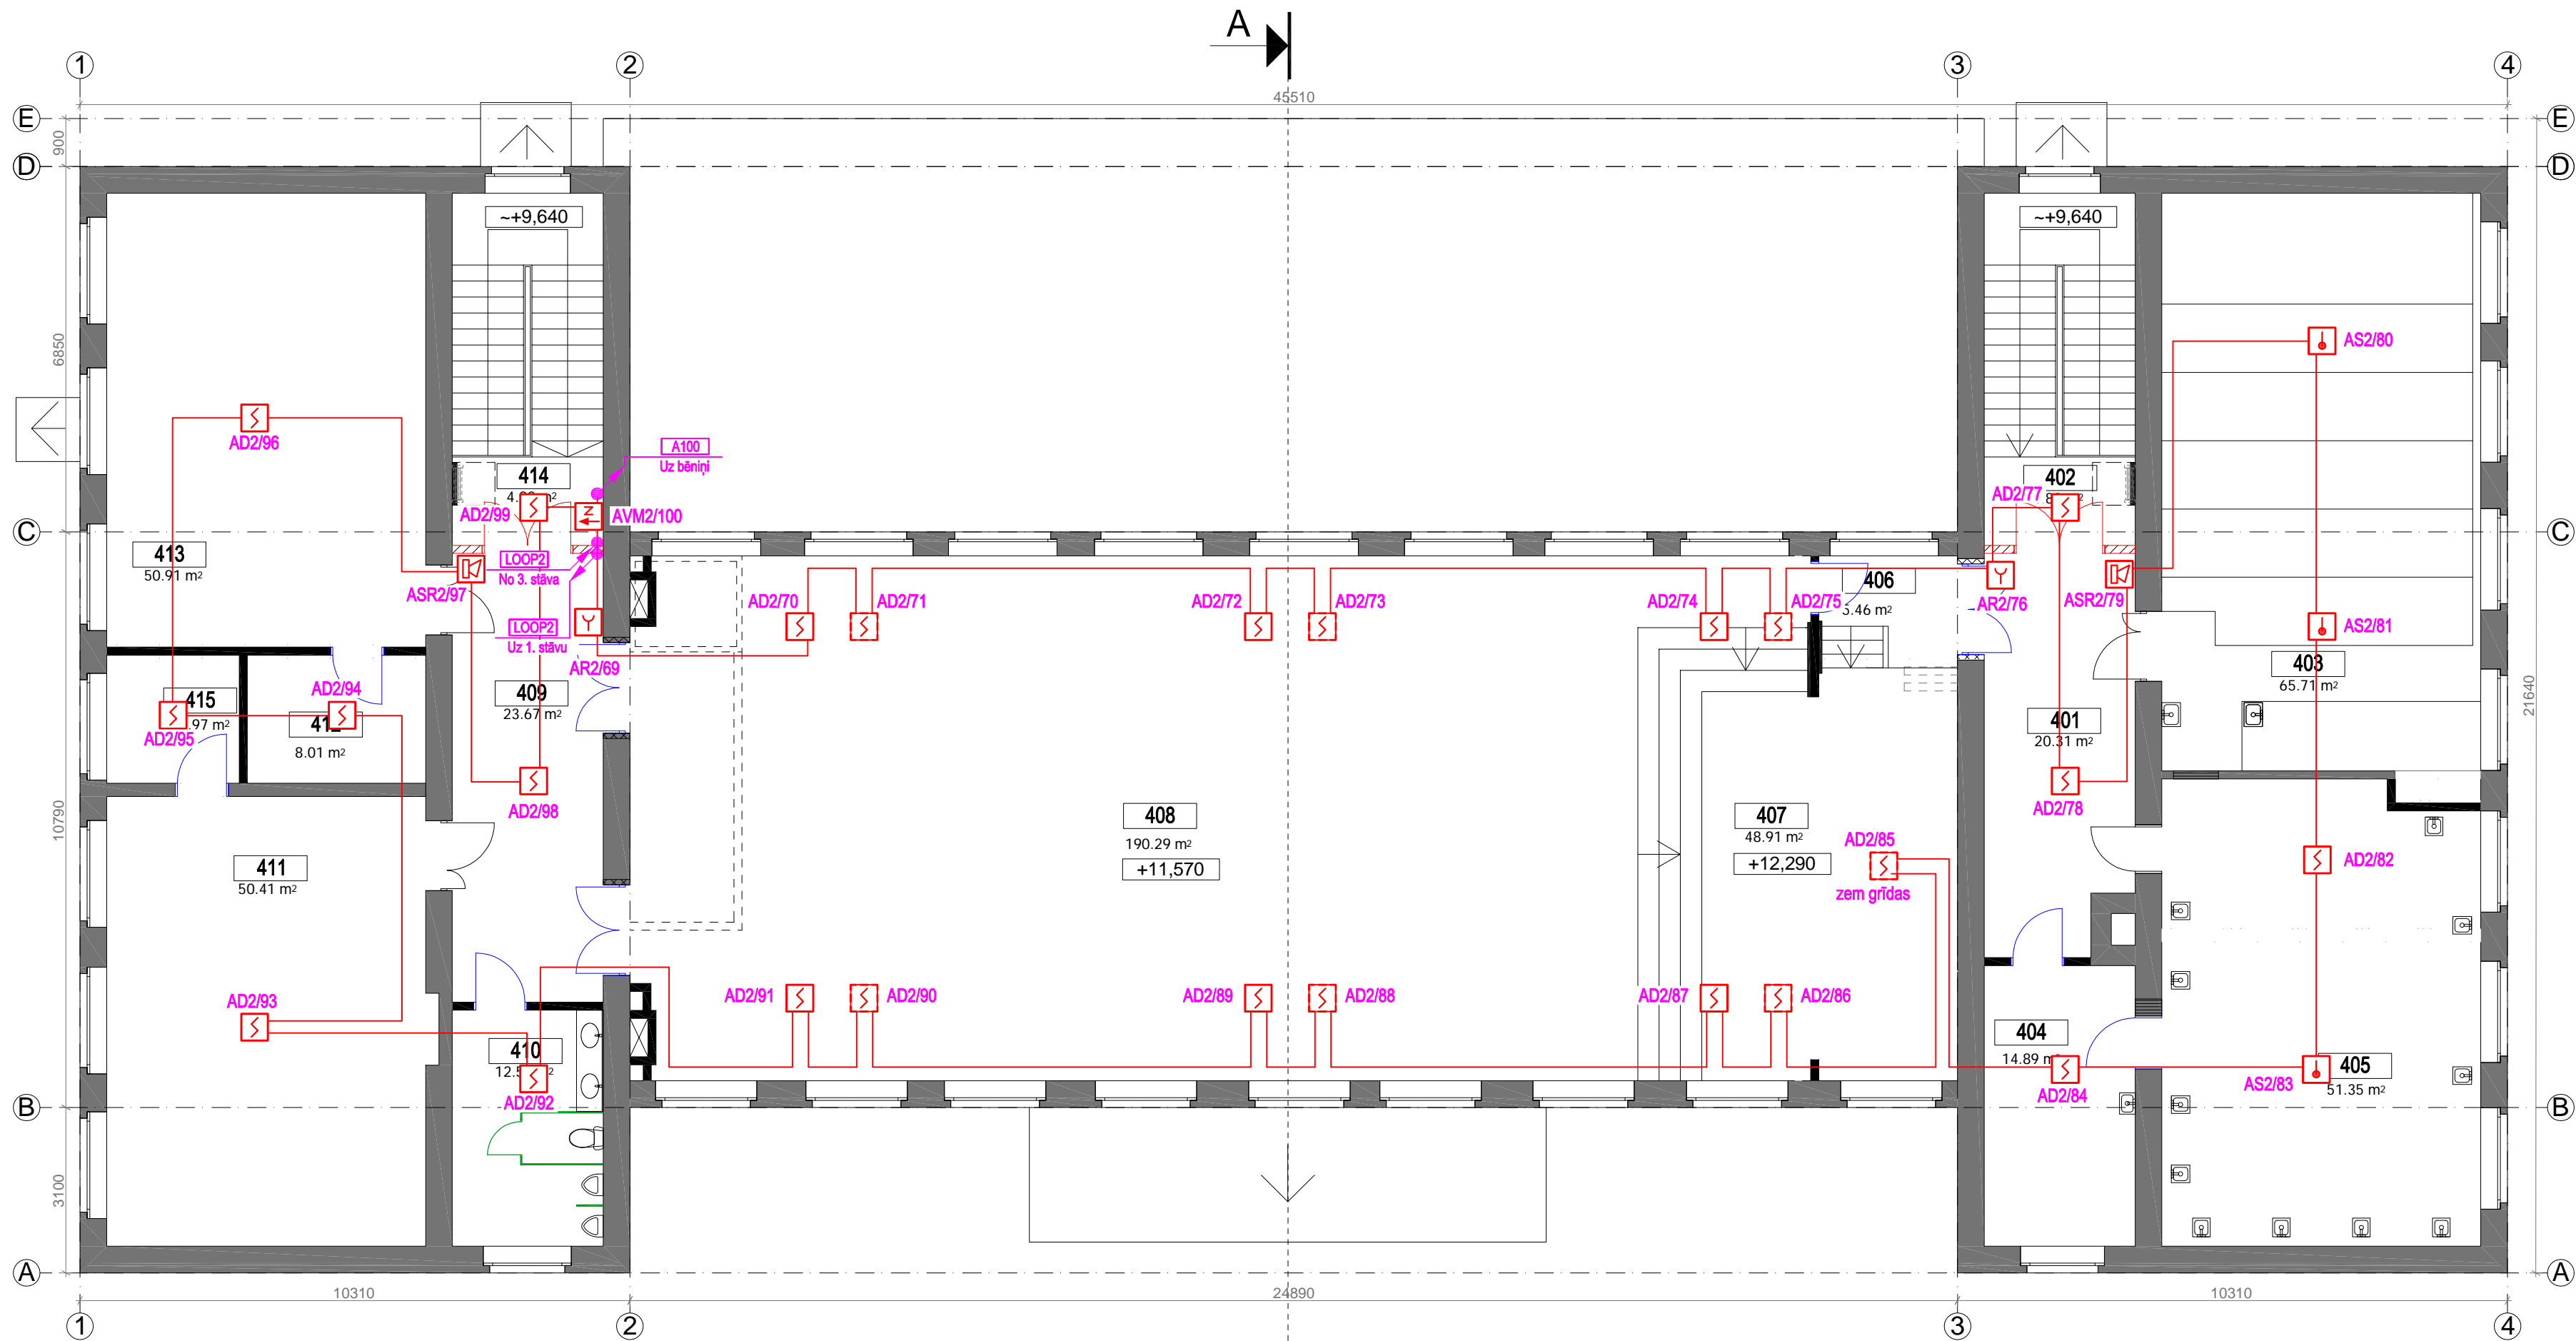 A
1
2
3
4
45510
E
E
900
D
D
~+9,640
~+9,640
6850
AS2/80
AD2/96
A100
Uz bēniņi
414
402
AD2/77
AD2/99
AVM2/100
C
C
413
50.91 m²
LOOP2
No 3. stāva
ASR2/97
406
AR2/76
ASR2/79
AD2/70
AD2/71
AD2/72
AD2/73
AD2/74
AD2/75
AS2/81
LOOP2
Uz 1. stāvu
AR2/69
403
65.71 m²
21640
AD2/94
415
409
23.67 m²
AD2/95
8.01 m²
401
20.31 m²
10790
AD2/98
AD2/78
408
190.29 m²
+11,570
407
48.91 m²
+12,290
AD2/85
zem grīdas
AD2/82
411
50.41 m²
AD2/93
AD2/91
AD2/90
AD2/89
AD2/88
AD2/87
AD2/86
404
410
405
51.35 m²
AS2/83
AD2/84
AD2/92
B
B
3100
A
A
10310
24890
10310
1
2
3
4